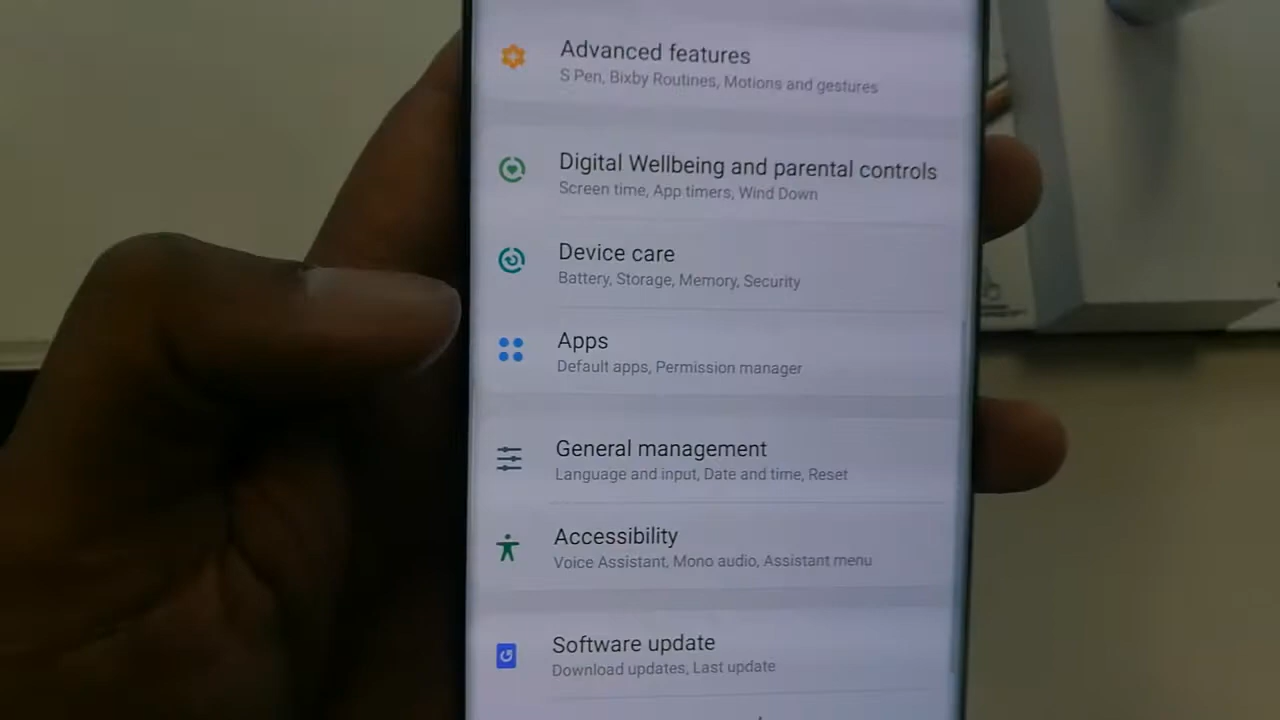 Advanced features
S Pen, Bixby Routines, Motions and gestures
Digital Wellbeing and parental controls
Screen time, App timers, Wind Down
Device care
Battery, Storage, Memory, Security
Apps
Default apps, Permission manager
General management
Language and input, Date and time, Reset
Accessibility
Voice Assistant, Mono audio, Assistant menu
Software update
Download updates, Last update